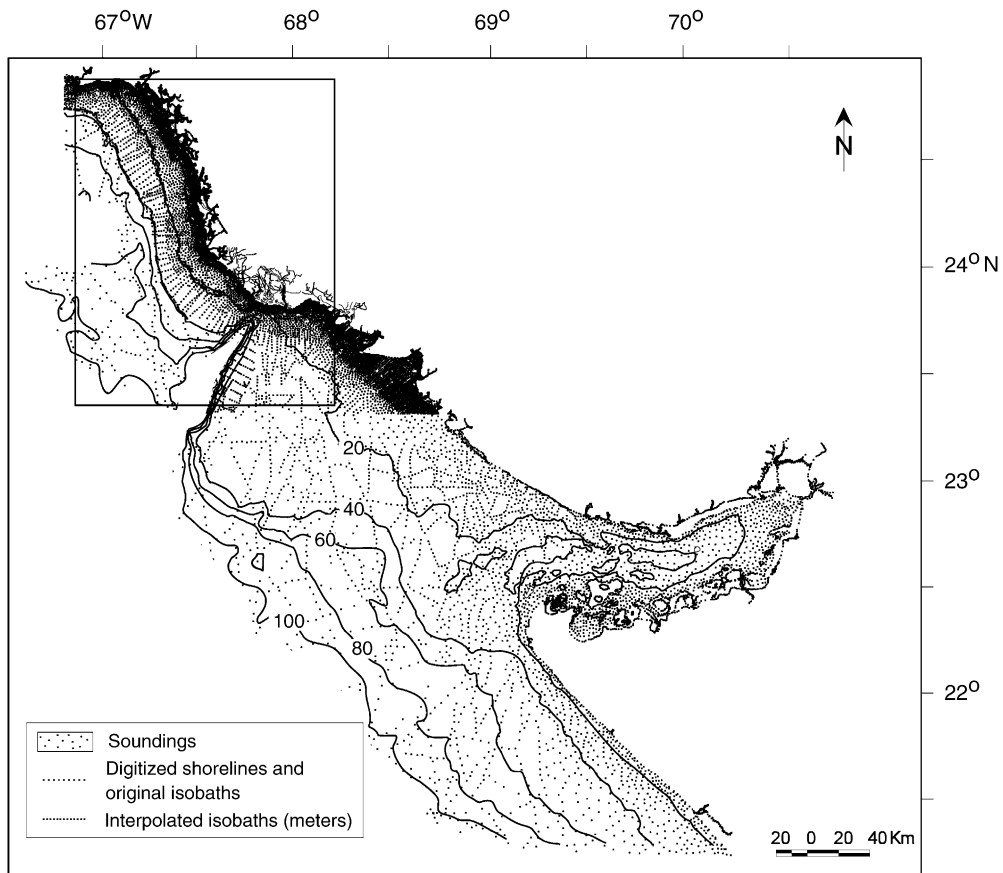 67°W 68° 69° 70°
N
24° N
20
23°
40
60
100
80
22°
Soundings
Digitized shorelines and
original isobaths
Interpolated isobaths (meters)
20 0 20 40 Km